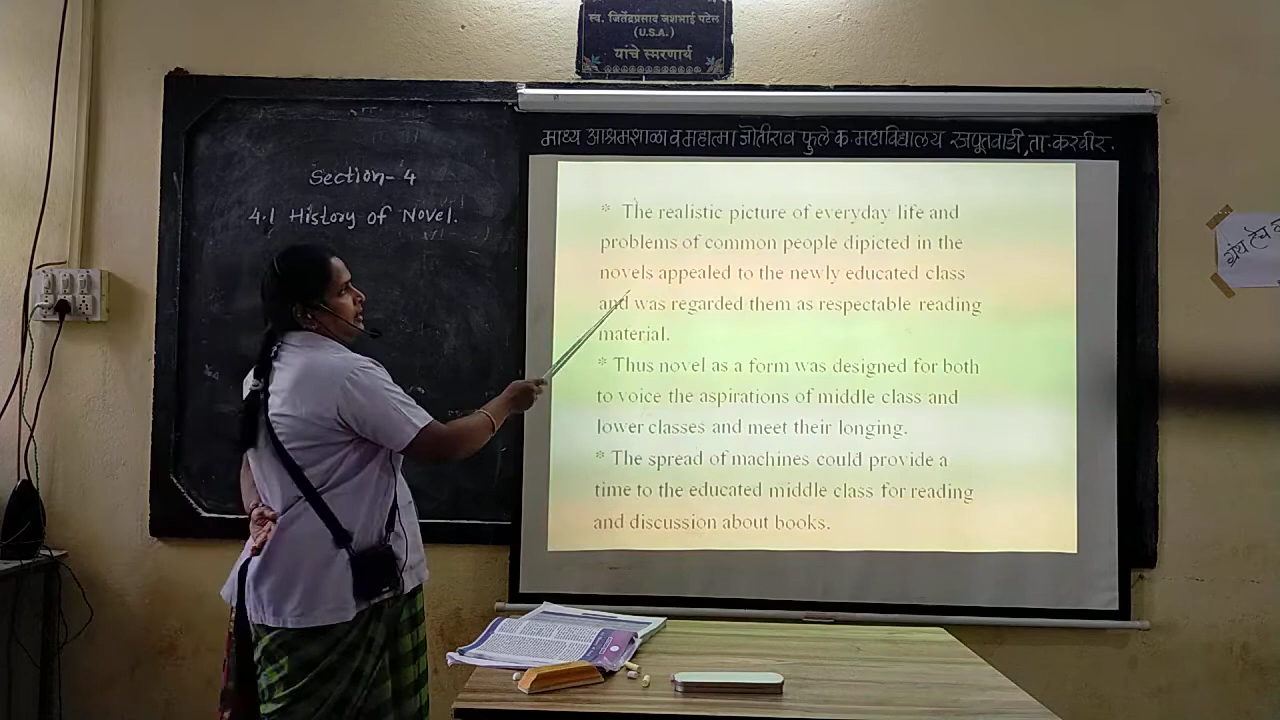 स्व. जितेंद्रप्रसाद जशभाई पटेल
(U.S.A.)
यांचे स्मरणार्थ
माध्य आश्रमशाळा व महात्मा जोतीराव फुले क. महाविद्यालय रजपूतवाडी, ता. करवीर.
Section-4
4.1 History of Novel.
* The realistic picture of everyday life and
problems of common people dipicted in the
novels appealed to the newly educated class
and was regarded them as respectable reading
material.
* Thus novel as a form was designed for both
to voice the aspirations of middle class and
lower classes and meet their longing.
* The spread of machines could provide a
time to the educated middle class for reading
and discussion about books.
ग्रंथ